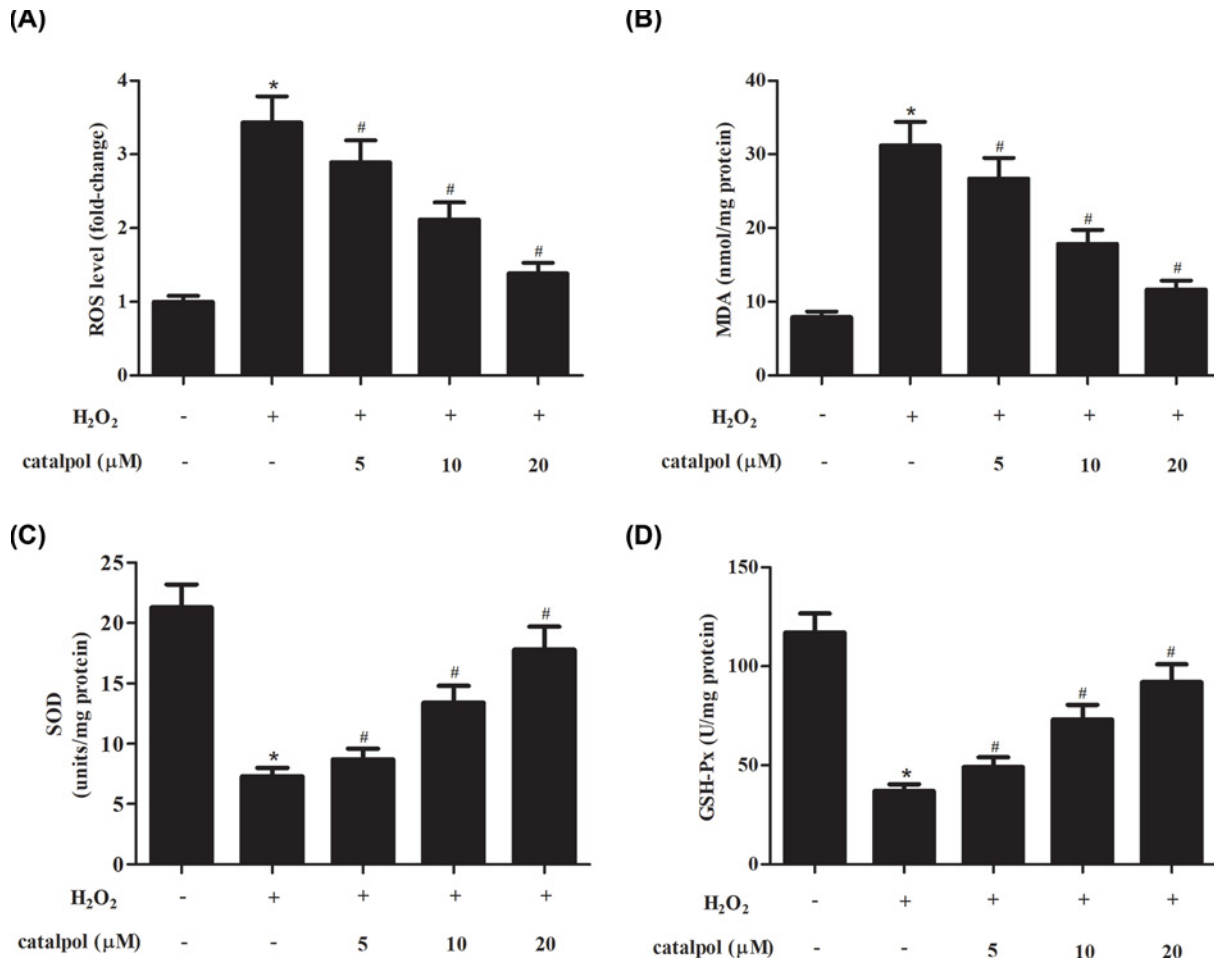 (A)
ROS level (fold-change)
4
*
#
3
#
2
#
1
0
H₂O₂ - + + + +
catalpol (µM) - - 5 10 20
(B)
MDA (nmol/mg protein)
40
*
#
30
20
#
#
10
0
H₂O₂ - + + + +
catalpol (µM) - - 5 10 20
(C)
SOD
(units/mg protein)
25
20
#
15
#
10
#
*
5
0
H₂O₂ - + + + +
catalpol (µM) - - 5 10 20
(D)
GSH-Px (U/mg protein)
150
#
100
#
#
50
*
0
H₂O₂ - + + + +
catalpol (µM) - - 5 10 20